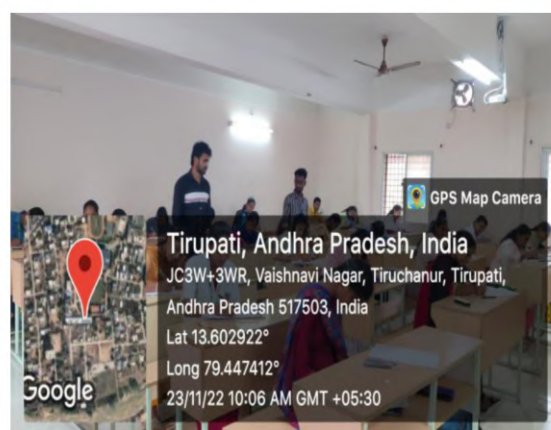 GPS Map Camera
Tirupati, Andhra Pradesh, India
JC3W+3WR, Vaishnavi Nagar, Tiruchanur, Tirupati,
Andhra Pradesh 517503, India
Lat 13.602922°
Long 79.447412°
23/11/22 10:06 AM GMT +05:30
Google